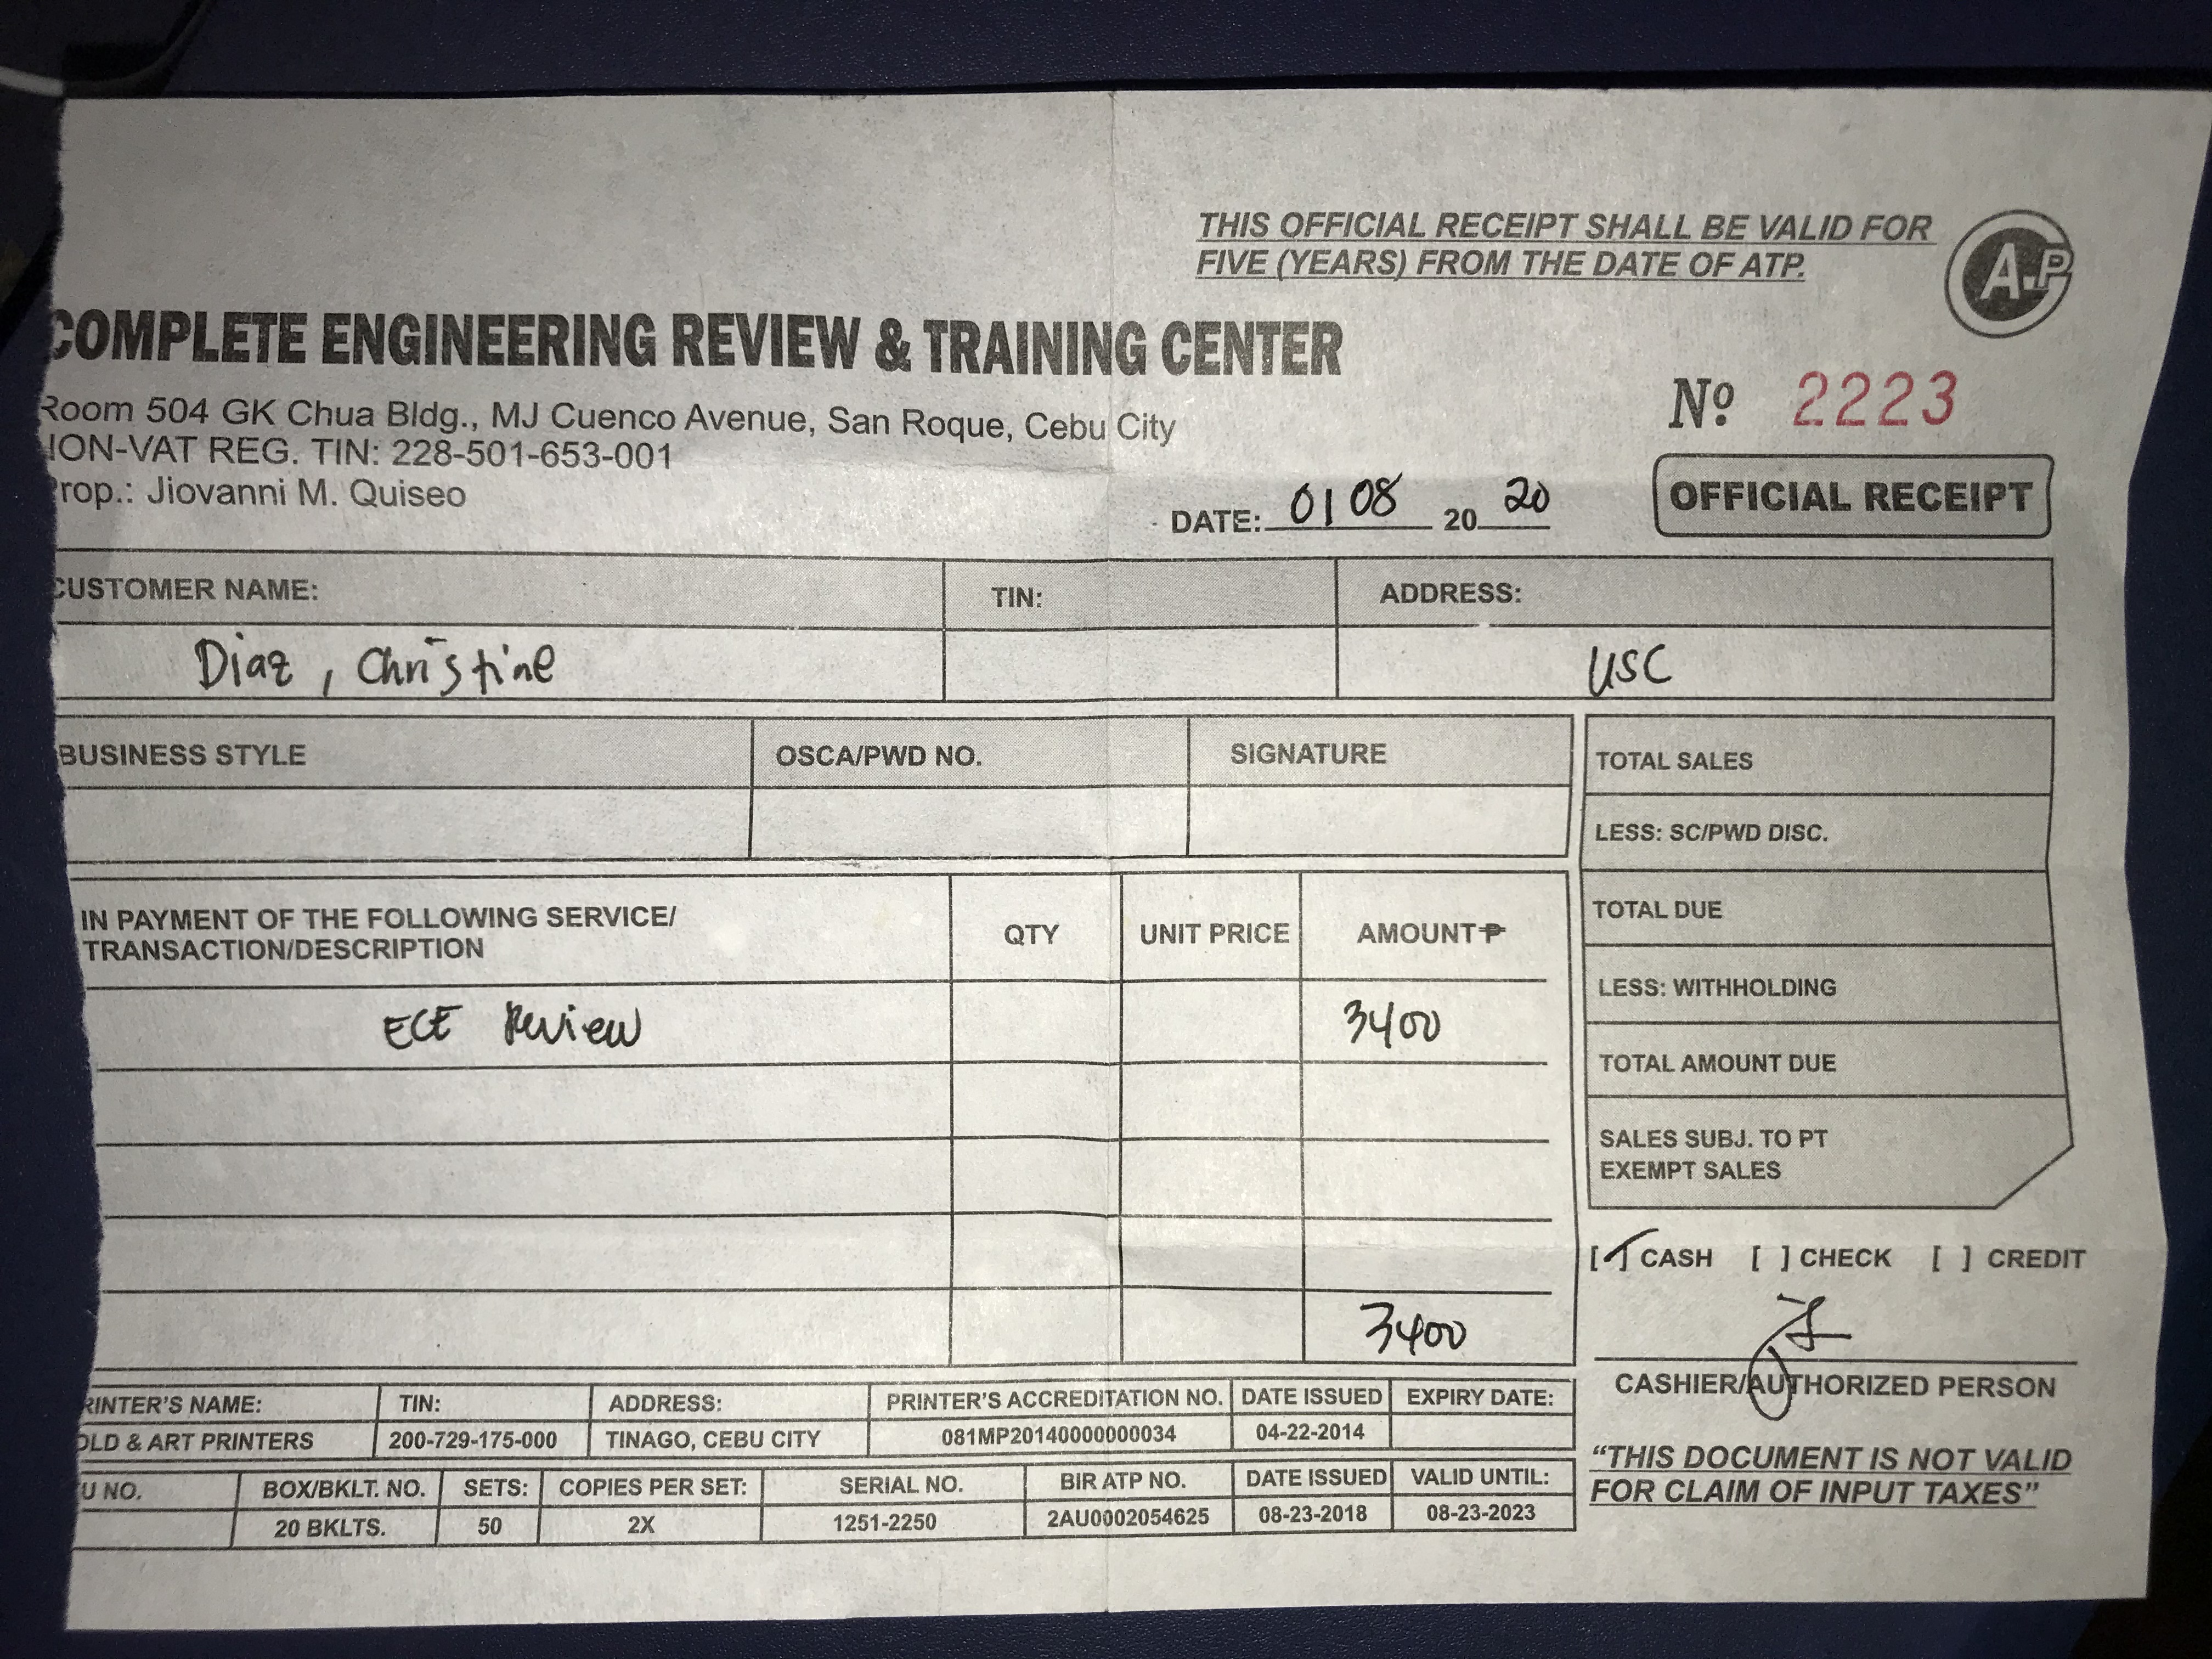 THIS OFFICIAL RECEIPT SHALL BE VALID FOR
FIVE (YEARS) FROM THE DATE OF ATP.
A.P
COMPLETE ENGINEERING REVIEW & TRAINING CENTER
Room 504 GK Chua Bldg., MJ Cuenco Avenue, San Roque, Cebu City
ION-VAT REG. TIN: 228-501-653-001
rop.: Jiovanni M. Quiseo
Nº 2223
DATE: 01 08 20 20
OFFICIAL RECEIPT
CUSTOMER NAME: TIN: ADDRESS:
Diaz, Christine USC
BUSINESS STYLE OSCA/PWD NO. SIGNATURE
TOTAL SALES
LESS: SC/PWD DISC.
TOTAL DUE
LESS: WITHHOLDING
TOTAL AMOUNT DUE
SALES SUBJ. TO PT
EXEMPT SALES
IN PAYMENT OF THE FOLLOWING SERVICE/
TRANSACTION/DESCRIPTION QTY UNIT PRICE AMOUNT ₱
ECE Review 3400
3400
[ ] CASH [ ] CHECK [ ] CREDIT
CASHIER/AUTHORIZED PERSON
RINTER'S NAME: TIN: ADDRESS: PRINTER'S ACCREDITATION NO. DATE ISSUED EXPIRY DATE:
OLD & ART PRINTERS 200-729-175-000 TINAGO, CEBU CITY 081MP20140000000034 04-22-2014
U NO. BOX/BKLT. NO. SETS: COPIES PER SET: SERIAL NO. BIR ATP NO. DATE ISSUED VALID UNTIL:
20 BKLTS. 50 2X 1251-2250 2AU0002054625 08-23-2018 08-23-2023
"THIS DOCUMENT IS NOT VALID
FOR CLAIM OF INPUT TAXES"